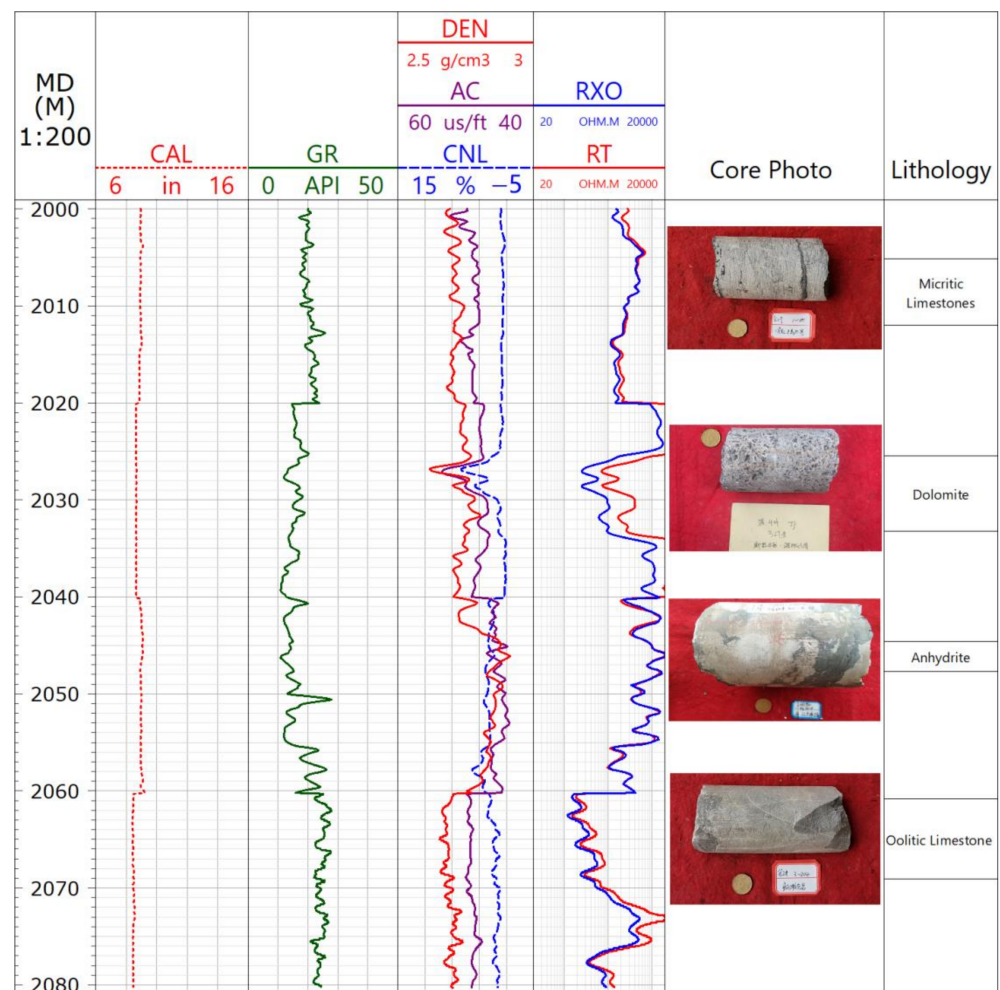 MD
(M)
1:200
CAL
6 in 16
GR
0 API 50
DEN
2.5 g/cm3 3
AC
60 us/ft 40
CNL
15 % −5
RXO
20 OHM.M 20000
RT
20 OHM.M 20000
Core Photo
Lithology
2000
2010
2020
2030
2040
2050
2060
2070
2080
Micritic
Limestones
Dolomite
Anhydrite
Oolitic Limestone